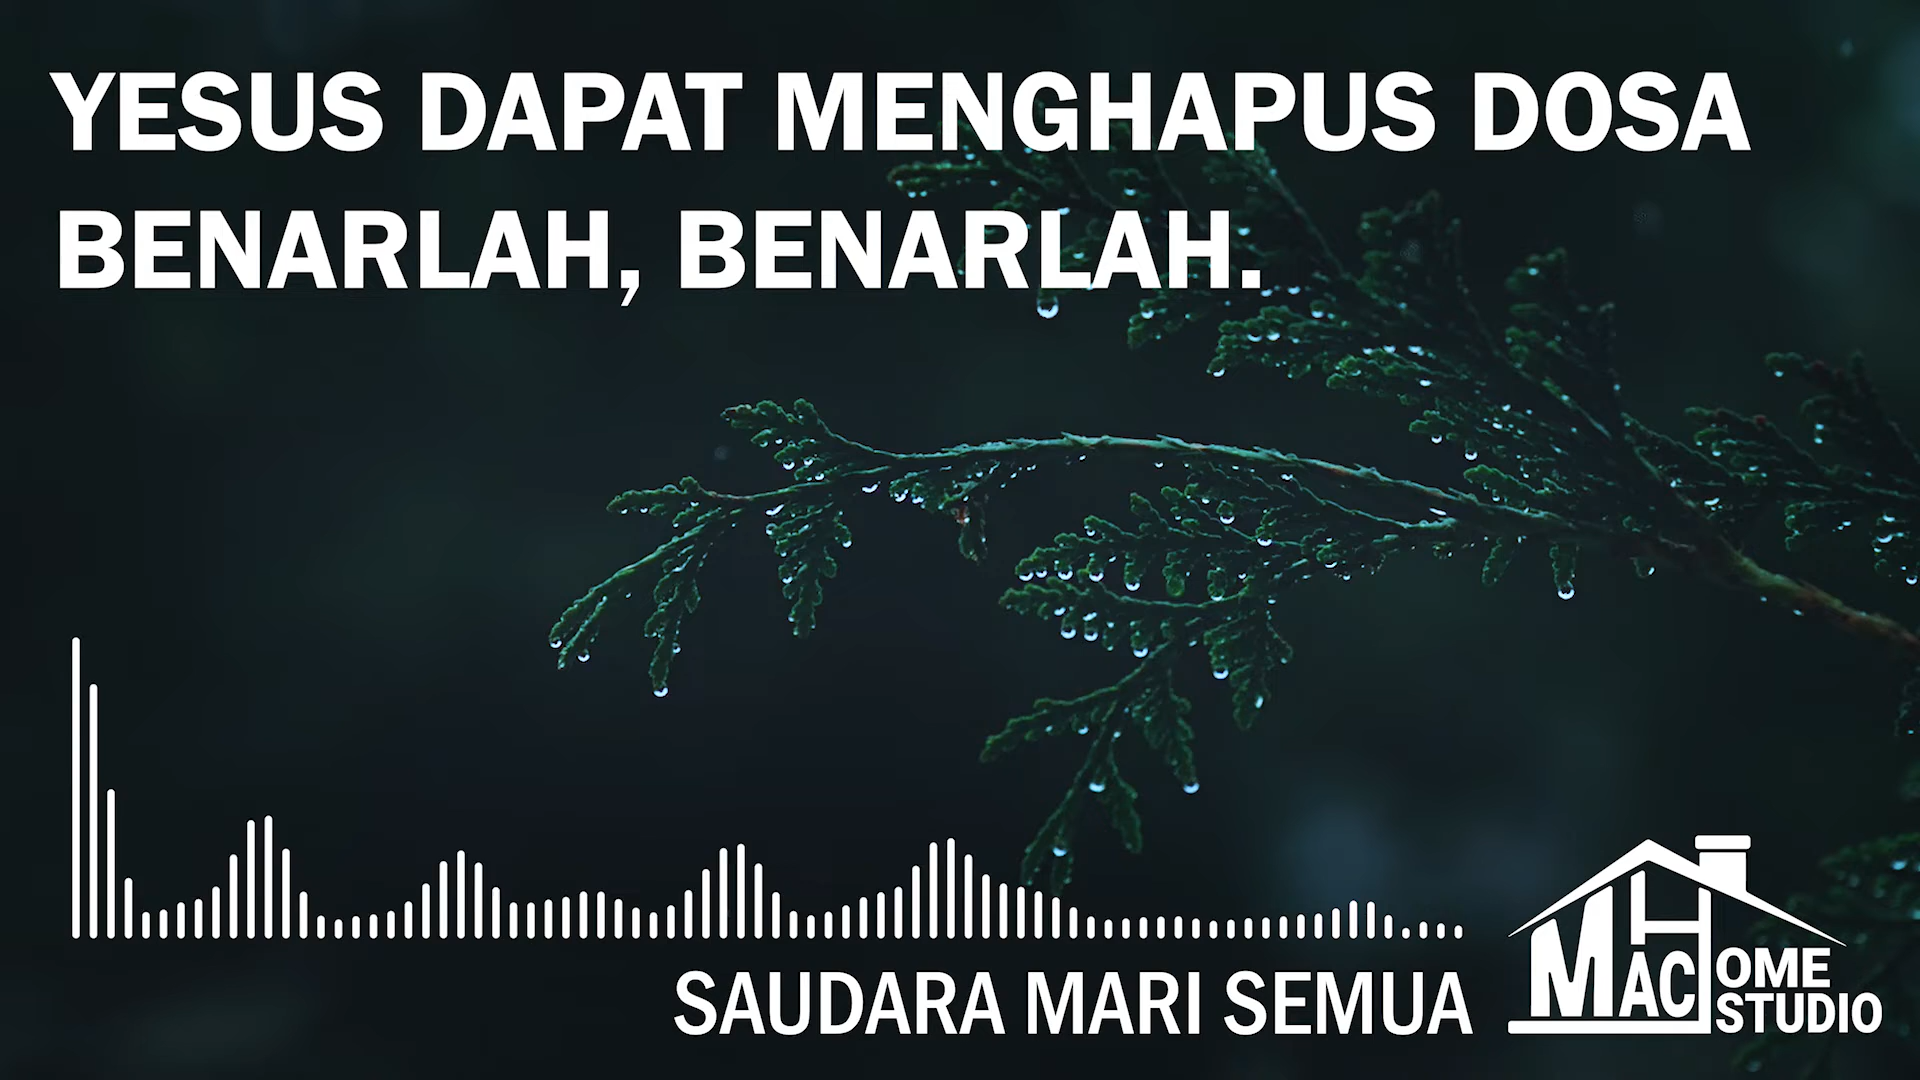 YESUS DAPAT MENGHAPUS DOSA
BENARLAH, BENARLAH.
SAUDARA MARI SEMUA
MAC HOME
STUDIO